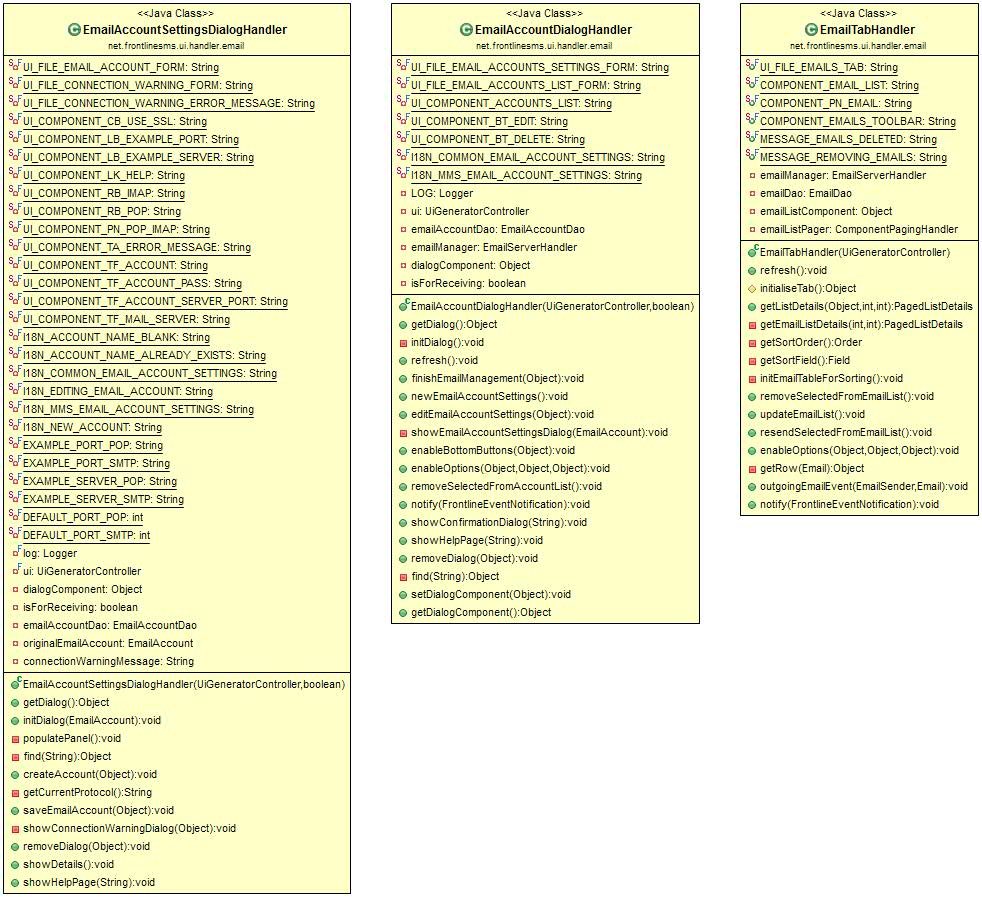 <<Java Class>>
EmailAccountSettingsDialogHandler
net.frontlinesms.ui.handler.email
UI_FILE_EMAIL_ACCOUNT_FORM: String
UI_FILE_CONNECTION_WARNING_FORM: String
UI_FILE_CONNECTION_WARNING_ERROR_MESSAGE: String
UI_COMPONENT_CB_USE_SSL: String
UI_COMPONENT_LB_EXAMPLE_PORT: String
UI_COMPONENT_LB_EXAMPLE_SERVER: String
UI_COMPONENT_LK_HELP: String
UI_COMPONENT_RB_IMAP: String
UI_COMPONENT_RB_POP: String
UI_COMPONENT_PN_POP_IMAP: String
UI_COMPONENT_TA_ERROR_MESSAGE: String
UI_COMPONENT_TF_ACCOUNT: String
UI_COMPONENT_TF_ACCOUNT_PASS: String
UI_COMPONENT_TF_ACCOUNT_SERVER_PORT: String
UI_COMPONENT_TF_MAIL_SERVER: String
I18N_ACCOUNT_NAME_BLANK: String
I18N_ACCOUNT_NAME_ALREADY_EXISTS: String
I18N_COMMON_EMAIL_ACCOUNT_SETTINGS: String
I18N_EDITING_EMAIL_ACCOUNT: String
I18N_MMS_EMAIL_ACCOUNT_SETTINGS: String
I18N_NEW_ACCOUNT: String
EXAMPLE_PORT_POP: String
EXAMPLE_PORT_SMTP: String
EXAMPLE_SERVER_POP: String
EXAMPLE_SERVER_SMTP: String
DEFAULT_PORT_POP: int
DEFAULT_PORT_SMTP: int
log: Logger
ui: UiGeneratorController
dialogComponent: Object
isForReceiving: boolean
emailAccountDao: EmailAccountDao
originalEmailAccount: EmailAccount
connectionWarningMessage: String
EmailAccountSettingsDialogHandler(UiGeneratorController,boolean)
getDialog():Object
initDialog(EmailAccount):void
populatePanel():void
find(String):Object
createAccount(Object):void
getCurrentProtocol():String
saveEmailAccount(Object):void
showConnectionWarningDialog(Object):void
removeDialog(Object):void
showDetails():void
showHelpPage(String):void
<<Java Class>>
EmailAccountDialogHandler
net.frontlinesms.ui.handler.email
UI_FILE_EMAIL_ACCOUNTS_SETTINGS_FORM: String
UI_FILE_EMAIL_ACCOUNTS_LIST_FORM: String
UI_COMPONENT_ACCOUNTS_LIST: String
UI_COMPONENT_BT_EDIT: String
UI_COMPONENT_BT_DELETE: String
I18N_COMMON_EMAIL_ACCOUNT_SETTINGS: String
I18N_MMS_EMAIL_ACCOUNT_SETTINGS: String
LOG: Logger
ui: UiGeneratorController
emailAccountDao: EmailAccountDao
emailManager: EmailServerHandler
dialogComponent: Object
isForReceiving: boolean
EmailAccountDialogHandler(UiGeneratorController,boolean)
getDialog():Object
initDialog():void
refresh():void
finishEmailManagement(Object):void
newEmailAccountSettings():void
editEmailAccountSettings(Object):void
showEmailAccountSettingsDialog(EmailAccount):void
enableBottomButtons(Object):void
enableOptions(Object,Object,Object):void
removeSelectedFromAccountList():void
notify(FrontlineEventNotification):void
showConfirmationDialog(String):void
showHelpPage(String):void
removeDialog(Object):void
find(String):Object
setDialogComponent(Object):void
getDialogComponent():Object
<<Java Class>>
EmailTabHandler
net.frontlinesms.ui.handler.email
UI_FILE_EMAILS_TAB: String
COMPONENT_EMAIL_LIST: String
COMPONENT_PN_EMAIL: String
COMPONENT_EMAILS_TOOLBAR: String
MESSAGE_EMAILS_DELETED: String
MESSAGE_REMOVING_EMAILS: String
emailManager: EmailServerHandler
emailDao: EmailDao
emailListComponent: Object
emailListPager: ComponentPagingHandler
EmailTabHandler(UiGeneratorController)
refresh():void
initialiseTab():Object
getListDetails(Object,int,int):PagedListDetails
getEmailListDetails(int,int):PagedListDetails
getSortOrder():Order
getSortField():Field
initEmailTableForSorting():void
removeSelectedFromEmailList():void
updateEmailList():void
resendSelectedFromEmailList():void
enableOptions(Object,Object,Object):void
getRow(Email):Object
outgoingEmailEvent(EmailSender,Email):void
notify(FrontlineEventNotification):void